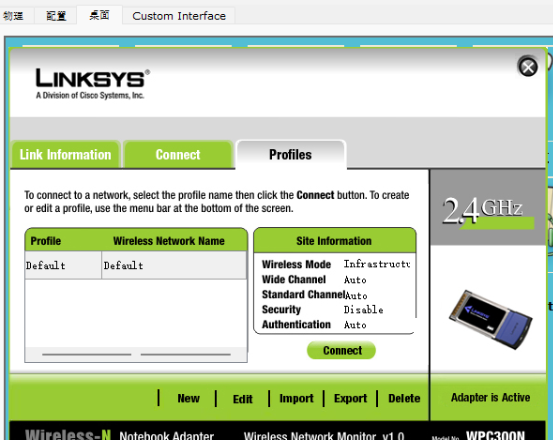 物理 配置 桌面 Custom Interface
LINKSYS®
A Division of Cisco Systems, Inc.
Link Information Connect Profiles
To connect to a network, select the profile name then click the Connect button. To create
or edit a profile, use the menu bar at the bottom of the screen.
2.4GHz
Profile Wireless Network Name
Default Default
Site Information
Wireless Mode Infrastructu
Wide Channel Auto
Standard Channel Auto
Security Disable
Authentication Auto
Connect
New Edit Import Export Delete
Adapter is Active
Wireless-N Notebook Adapter Wireless Network Monitor v1.0 Model No. WPC300N